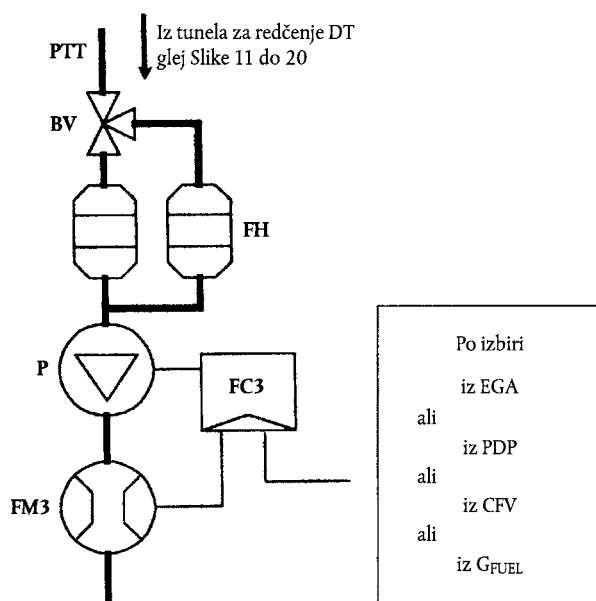 PTT
Iz tunela za redčenje DT
glej Slike 11 do 20
BV
FH
P
FC3
FM3
Po izbiri
iz EGA
ali
iz PDP
ali
iz CFV
ali
iz GFUEL